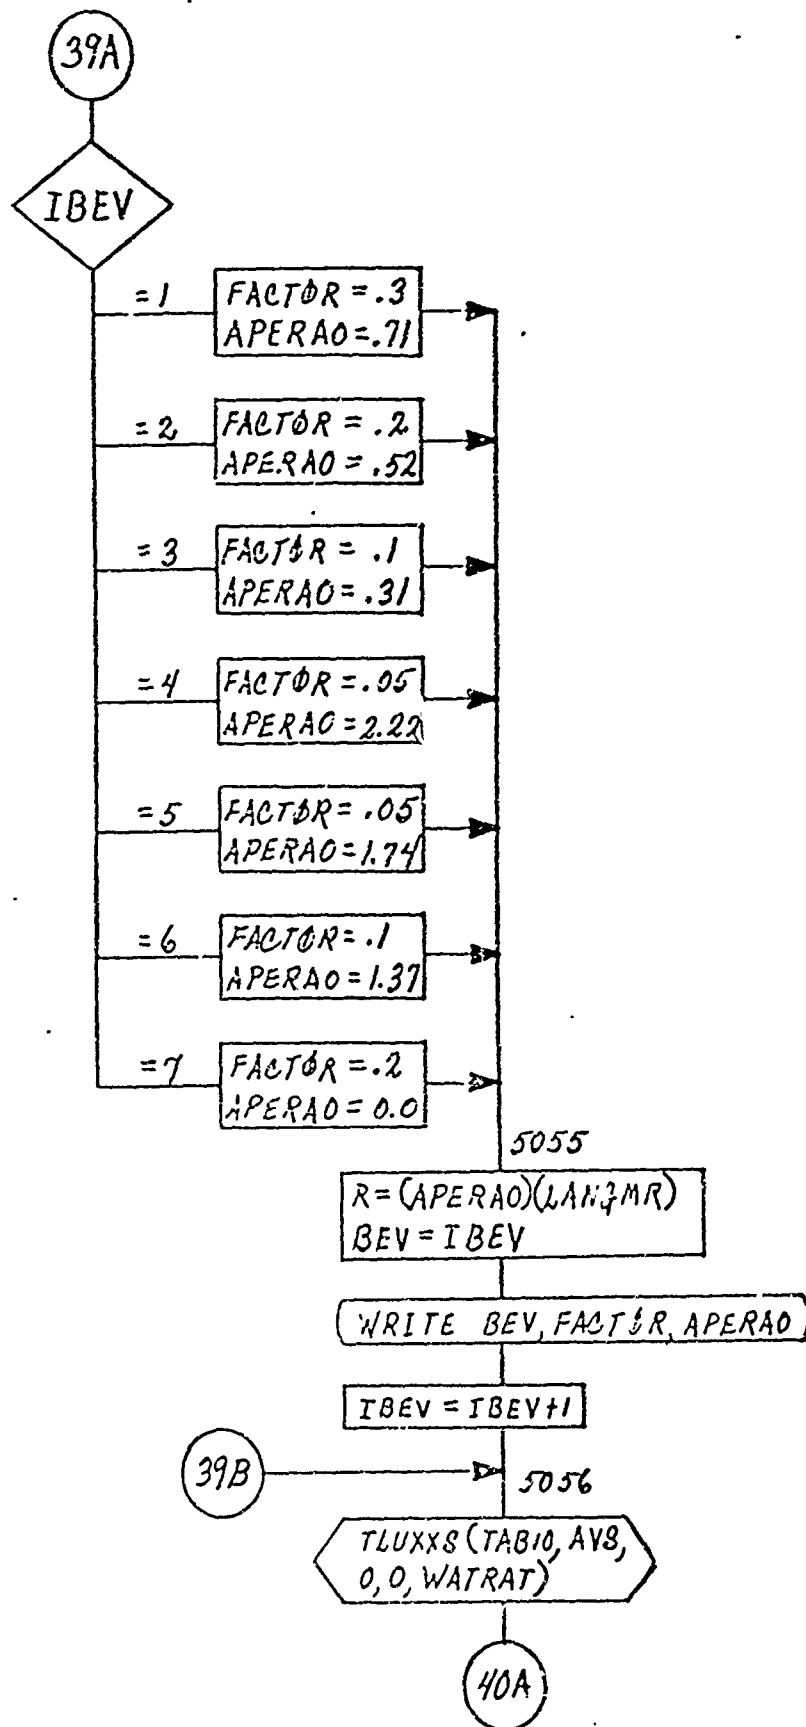 39A
IBEV
=1
FACTØR = .3
APERAO = .71
=2
FACTØR = .2
APERAO = .52
=3
FACTØR = .1
APERAO = .31
=4
FACTØR = .05
APERAO = 2.22
=5
FACTØR = .05
APERAO = 1.74
=6
FACTØR = .1
APERAO = 1.37
=7
FACTØR = .2
APERAO = 0.0
5055
R = (APERAO)(LANGMR)
BEV = IBEV
WRITE BEV, FACTØR, APERAO
IBEV = IBEV+1
39B
5056
TLUXXS (TAB10, AVS,
0, 0, WATRAT)
40A